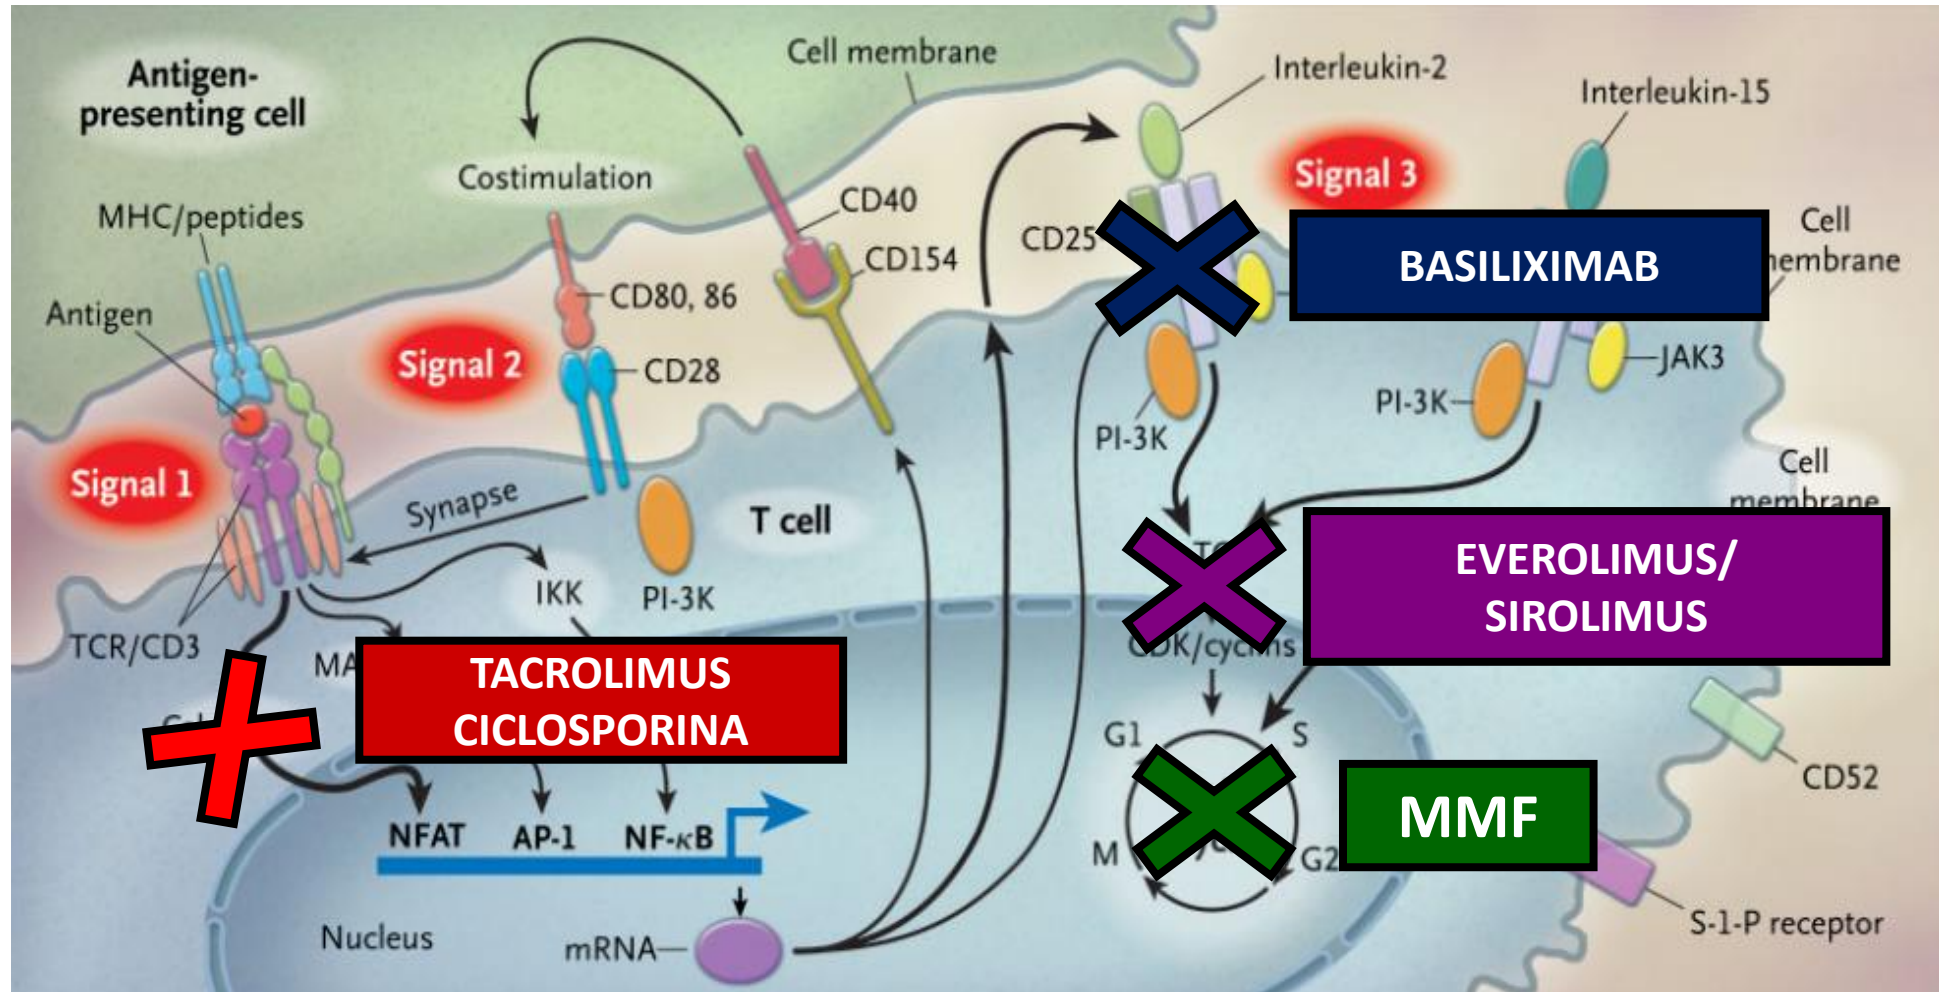 Antigen-
presenting cell
Cell membrane
Interleukin-2
Interleukin-15
Signal 3
Costimulation
MHC/peptides
CD40
CD25
CD154
BASILIXIMAB
Cell
membrane
Antigen
CD80, 86
Signal 2
CD28
JAK3
PI-3K
PI-3K
Signal 1
Synapse
T cell
Cell
membrane
IKK
PI-3K
EVEROLIMUS/
SIROLIMUS
TCR/CD3
MA
CDK/cyclins
TACROLIMUS
CICLOSPORINA
G1
S
CD52
NFAT
AP-1
NF-κB
MMF
M
G2
Nucleus
mRNA
S-1-P receptor